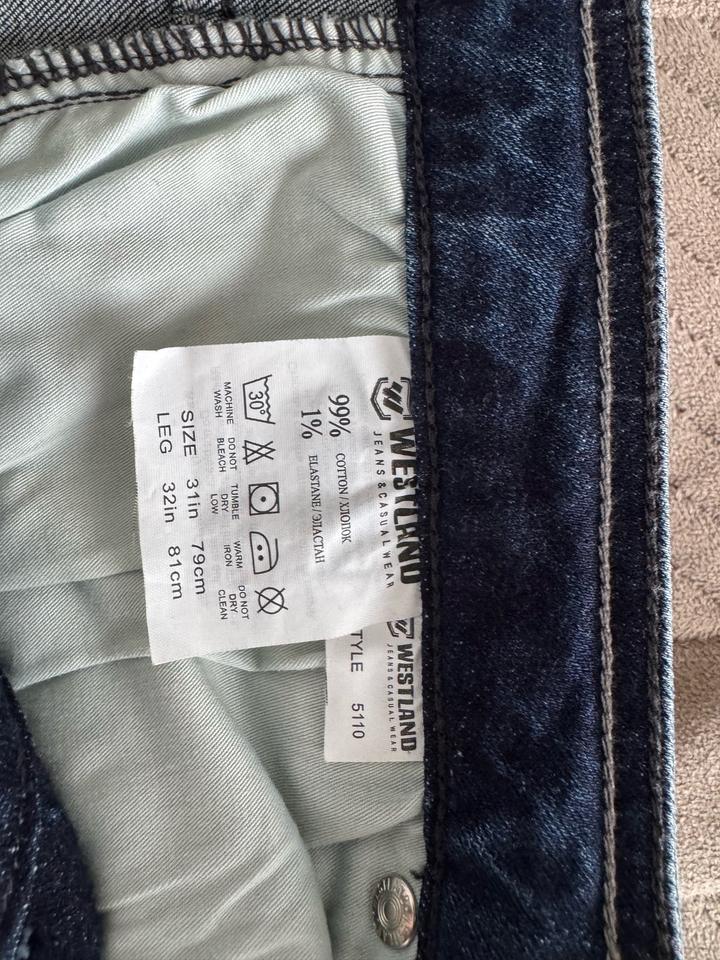 WESTLAND
JEANS & CASUAL WEAR
99% COTTON/ХЛОПОК
1% ELASTANE/ЭЛАСТАН
30°
MACHINE WASH
DO NOT BLEACH
TUMBLE DRY LOW
WARM IRON
DO NOT DRY CLEAN
SIZE 31in 79cm
LEG 32in 81cm
WESTLAND
JEANS & CASUAL WEAR
TYLE 5110